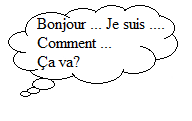 Bonjour ... Je suis ....
Comment ...
Ça va?